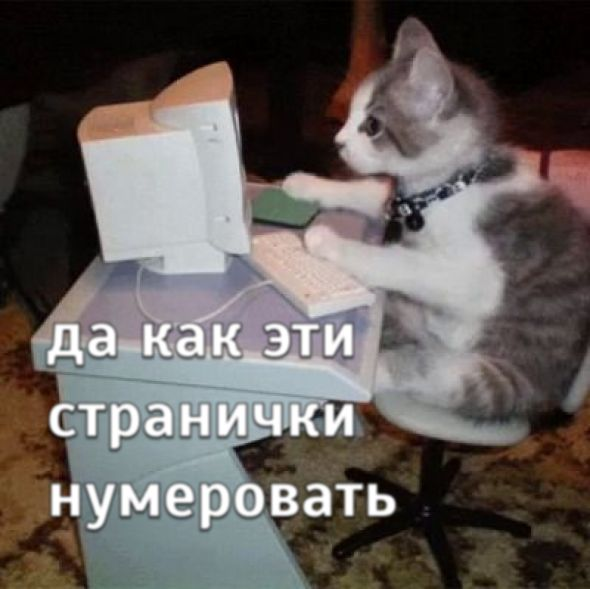 да как эти
странички
нумеровать